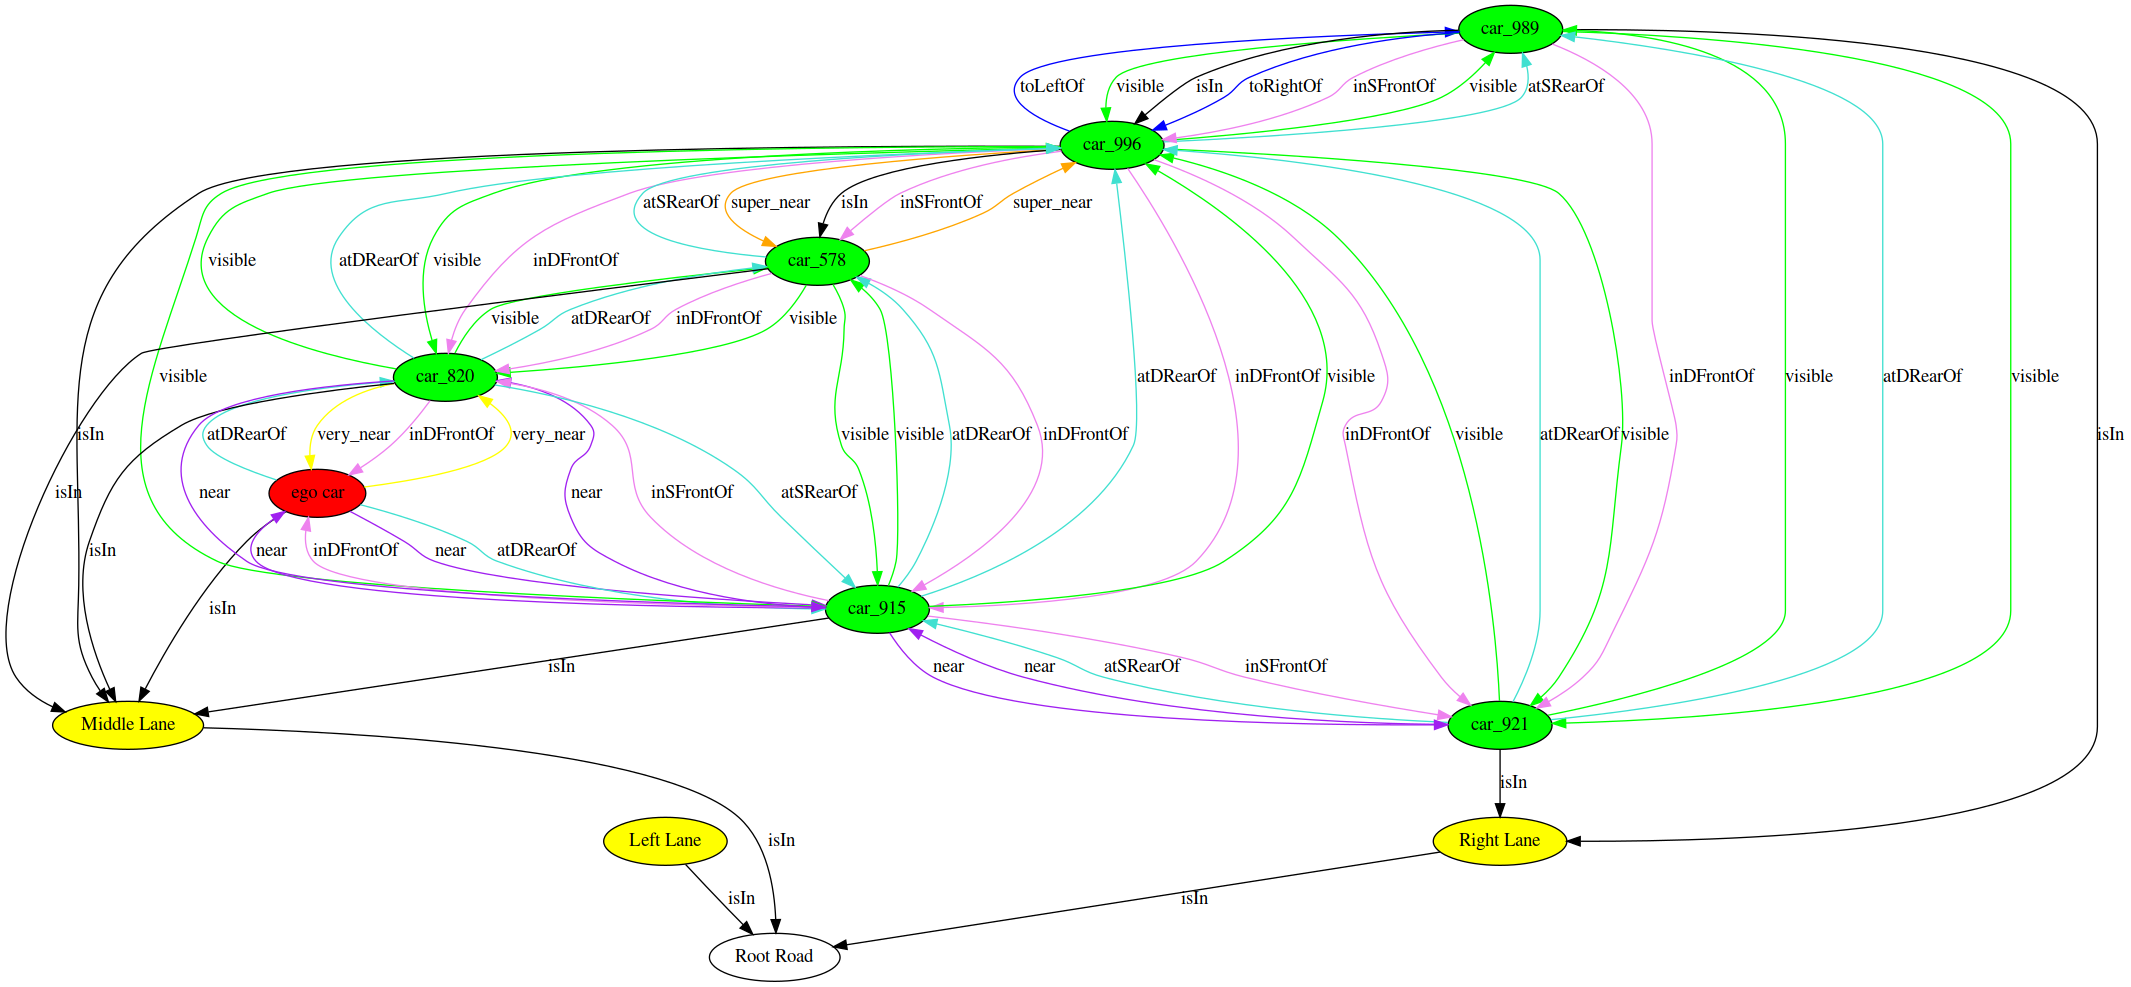 car_989
toLeftOf
visible
isIn
toRightOf
inSFrontOf
visible
atSRearOf
car_996
atSRearOf
super_near
isIn
inSFrontOf
super_near
visible
atDRearOf
visible
inDFrontOf
car_578
visible
atDRearOf
inDFrontOf
visible
visible
car_820
atDRearOf
inDFrontOf
visible
inDFrontOf
visible
atDRearOf
visible
isIn
atDRearOf
very_near
inDFrontOf
very_near
visible
visible
atDRearOf
inDFrontOf
inDFrontOf
visible
atDRearOf
visible
isIn
isIn
near
ego car
near
inSFrontOf
atSRearOf
isIn
near
inDFrontOf
near
atDRearOf
isIn
car_915
isIn
near
near
atSRearOf
inSFrontOf
Middle Lane
car_921
isIn
isIn
Left Lane
Right Lane
isIn
isIn
Root Road